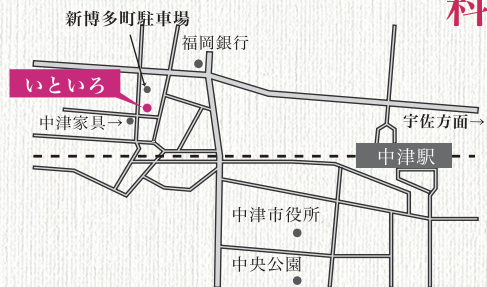 科
新博多町駐車場
福岡銀行
いといろ
中津家具→
宇佐方面→
中津駅
中津市役所
中央公園